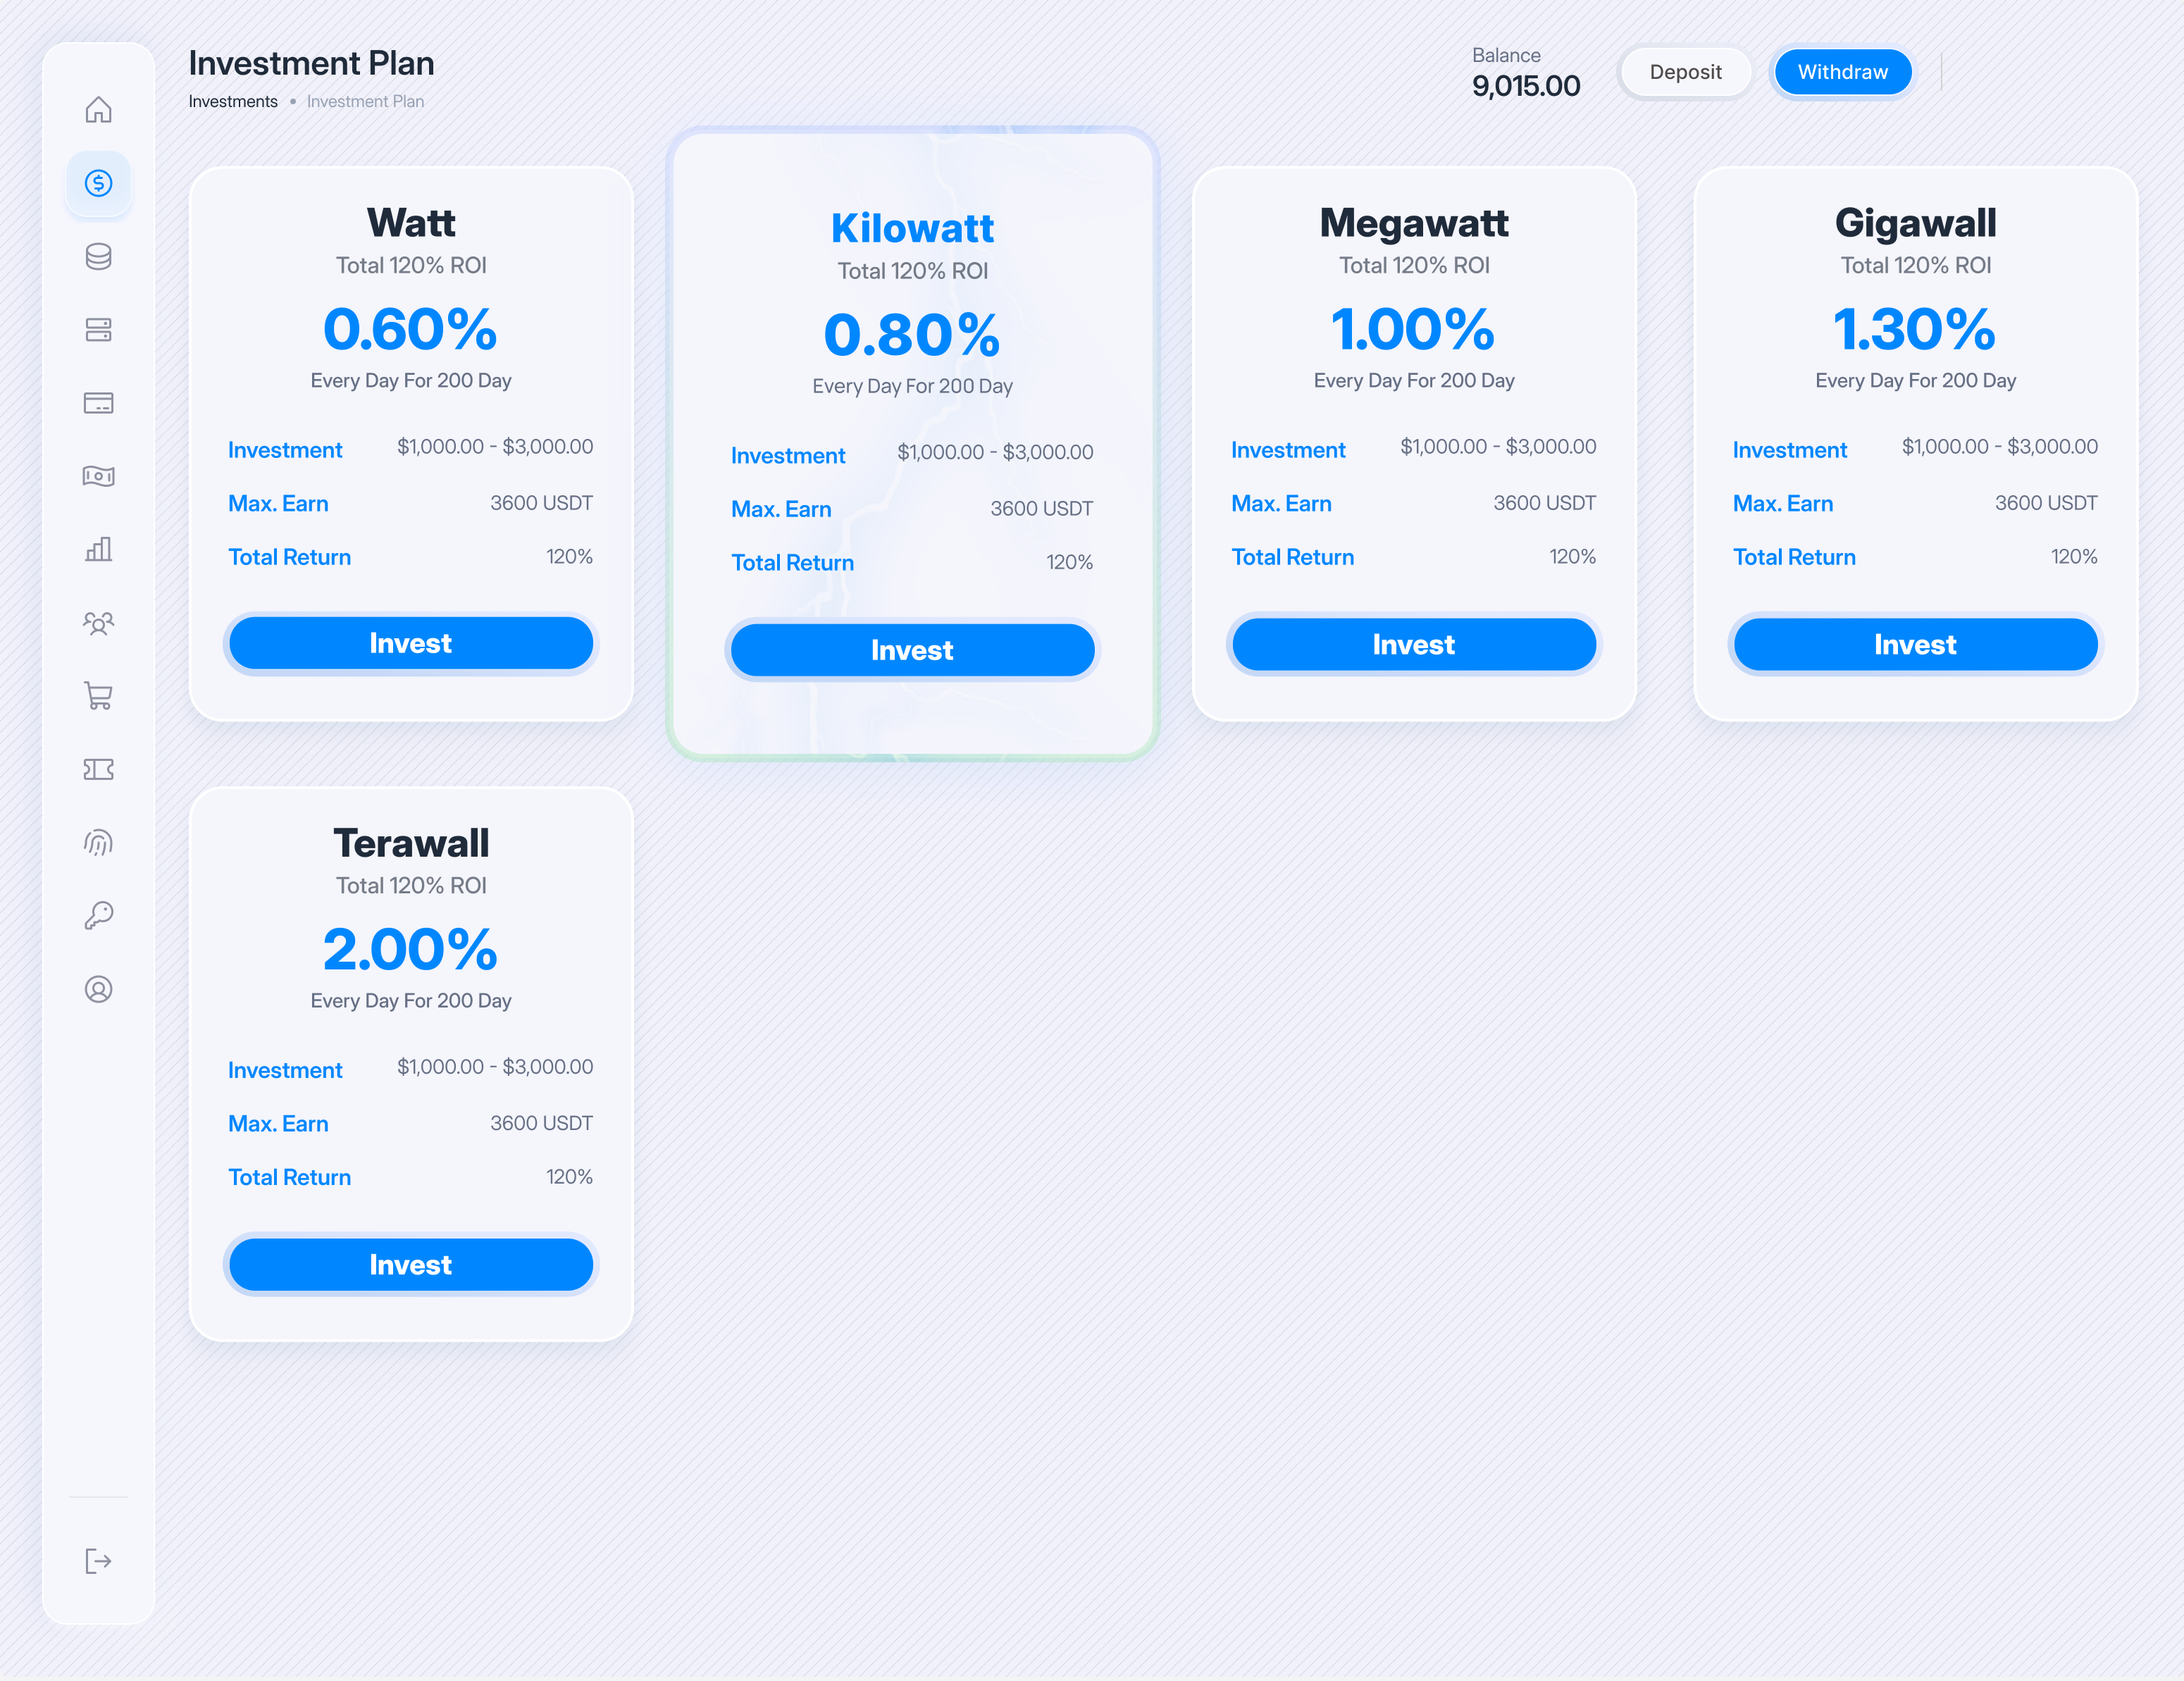 Investment Plan
Investments • Investment Plan
Balance
9,015.00
Deposit
Withdraw
Watt
Total 120% ROI
0.60%
Every Day For 200 Day
Investment $1,000.00 - $3,000.00
Max. Earn 3600 USDT
Total Return 120%
Invest
Kilowatt
Total 120% ROI
0.80%
Every Day For 200 Day
Investment $1,000.00 - $3,000.00
Max. Earn 3600 USDT
Total Return 120%
Invest
Megawatt
Total 120% ROI
1.00%
Every Day For 200 Day
Investment $1,000.00 - $3,000.00
Max. Earn 3600 USDT
Total Return 120%
Invest
Gigawall
Total 120% ROI
1.30%
Every Day For 200 Day
Investment $1,000.00 - $3,000.00
Max. Earn 3600 USDT
Total Return 120%
Invest
Terawall
Total 120% ROI
2.00%
Every Day For 200 Day
Investment $1,000.00 - $3,000.00
Max. Earn 3600 USDT
Total Return 120%
Invest